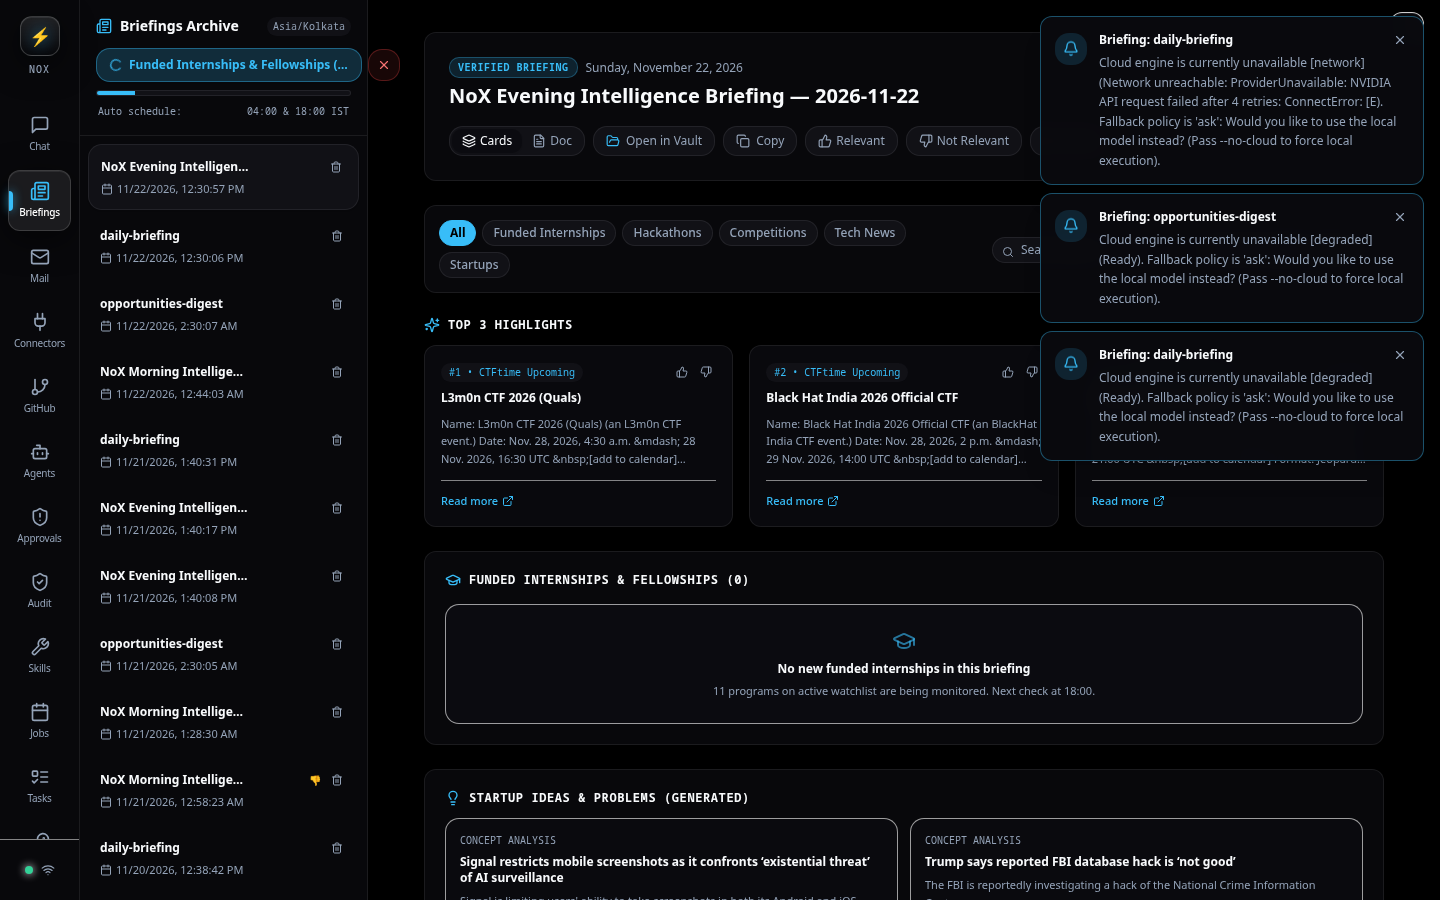 NOX
Chat
Briefings
Mail
Connectors
GitHub
Agents
Approvals
Audit
Skills
Jobs
Tasks
Briefings Archive
Asia/Kolkata
Funded Internships & Fellowships (...
Auto schedule:
04:00 & 18:00 IST
NoX Evening Intelligen...
11/22/2026, 12:30:57 PM
daily-briefing
11/22/2026, 12:30:06 PM
opportunities-digest
11/22/2026, 2:30:07 AM
NoX Morning Intellige...
11/22/2026, 12:44:03 AM
daily-briefing
11/21/2026, 1:40:31 PM
NoX Evening Intelligen...
11/21/2026, 1:40:17 PM
NoX Evening Intelligen...
11/21/2026, 1:40:08 PM
opportunities-digest
11/21/2026, 2:30:05 AM
NoX Morning Intellige...
11/21/2026, 1:28:30 AM
NoX Morning Intellige...
11/21/2026, 12:58:23 AM
daily-briefing
11/20/2026, 12:38:42 PM
VERIFIED BRIEFING
Sunday, November 22, 2026
NoX Evening Intelligence Briefing — 2026-11-22
Cards
Doc
Open in Vault
Copy
Relevant
Not Relevant
All
Funded Internships
Hackathons
Competitions
Tech News
Startups
Sea
TOP 3 HIGHLIGHTS
#1 • CTFtime Upcoming
L3m0n CTF 2026 (Quals)
Name: L3m0n CTF 2026 (Quals) (an L3m0n CTF
event.) Date: Nov. 28, 2026, 4:30 a.m. &mdash; 28
Nov. 2026, 16:30 UTC &nbsp;[add to calendar]...
Read more
#2 • CTFtime Upcoming
Black Hat India 2026 Official CTF
Name: Black Hat India 2026 Official CTF (an BlackHat
India CTF event.) Date: Nov. 28, 2026, 2 p.m. &mdash;
29 Nov. 2026, 14:00 UTC &nbsp;[add to calendar]...
Read more
Read more
Briefing: daily-briefing
Cloud engine is currently unavailable [network]
(Network unreachable: ProviderUnavailable: NVIDIA
API request failed after 4 retries: ConnectError: [E).
Fallback policy is 'ask': Would you like to use the local
model instead? (Pass --no-cloud to force local
execution).
Briefing: opportunities-digest
Cloud engine is currently unavailable [degraded]
(Ready). Fallback policy is 'ask': Would you like to use
the local model instead? (Pass --no-cloud to force local
execution).
Briefing: daily-briefing
Cloud engine is currently unavailable [degraded]
(Ready). Fallback policy is 'ask': Would you like to use
the local model instead? (Pass --no-cloud to force local
execution).
FUNDED INTERNSHIPS & FELLOWSHIPS (0)
No new funded internships in this briefing
11 programs on active watchlist are being monitored. Next check at 18:00.
STARTUP IDEAS & PROBLEMS (GENERATED)
CONCEPT ANALYSIS
Signal restricts mobile screenshots as it confronts ‘existential threat’
of AI surveillance
CONCEPT ANALYSIS
Trump says reported FBI database hack is ‘not good’
The FBI is reportedly investigating a hack of the National Crime Information